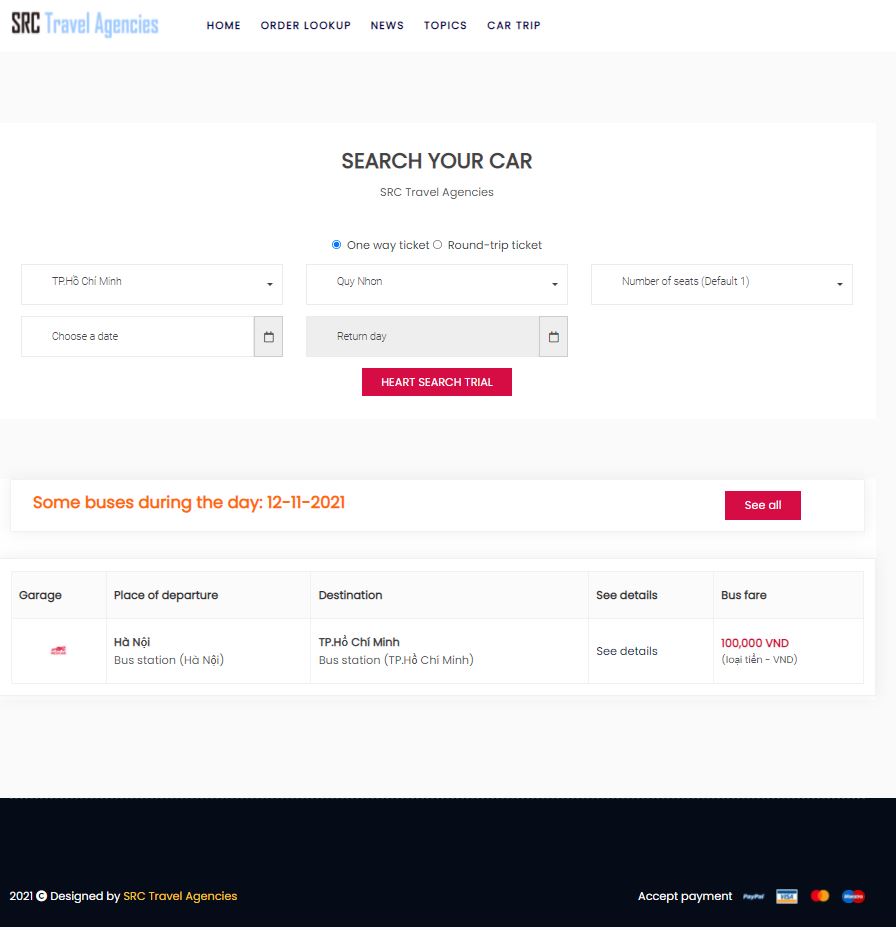 SRC Travel Agencies
HOME ORDER LOOKUP NEWS TOPICS CAR TRIP
SEARCH YOUR CAR
SRC Travel Agencies
One way ticket Round-trip ticket
TP.Hồ Chí Minh Quy Nhon Number of seats (Default 1)
Choose a date Return day
HEART SEARCH TRIAL
Some buses during the day: 12-11-2021 See all
Garage Place of departure Destination See details Bus fare
Hà Nội TP.Hồ Chí Minh 100,000 VND
Bus station (Hà Nội) Bus station (TP.Hồ Chí Minh) See details (loại tiền - VND)
2021 © Designed by SRC Travel Agencies Accept payment PayPal VISA Maestro